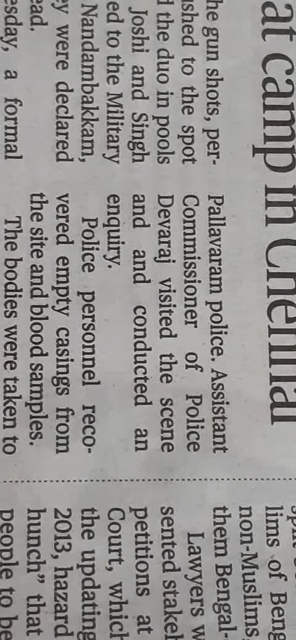 at camp in Chennai
he gun shots, per-
shed to the spot
d the duo in pools
Joshi and Singh
ed to the Military
Nandambakkam,
ey were declared
ead.
esday, a formal
Pallavaram police. Assistant
Commissioner of Police
Devaraj visited the scene
and and conducted an
enquiry.
Police personnel reco-
vered empty casings from
the site and blood samples.
The bodies were taken to
lims of Beng
non-Muslims
them Bengal
Lawyers w
sented stake
petitions at
Court, which
the updating
2013, hazard
hunch” that
people to be